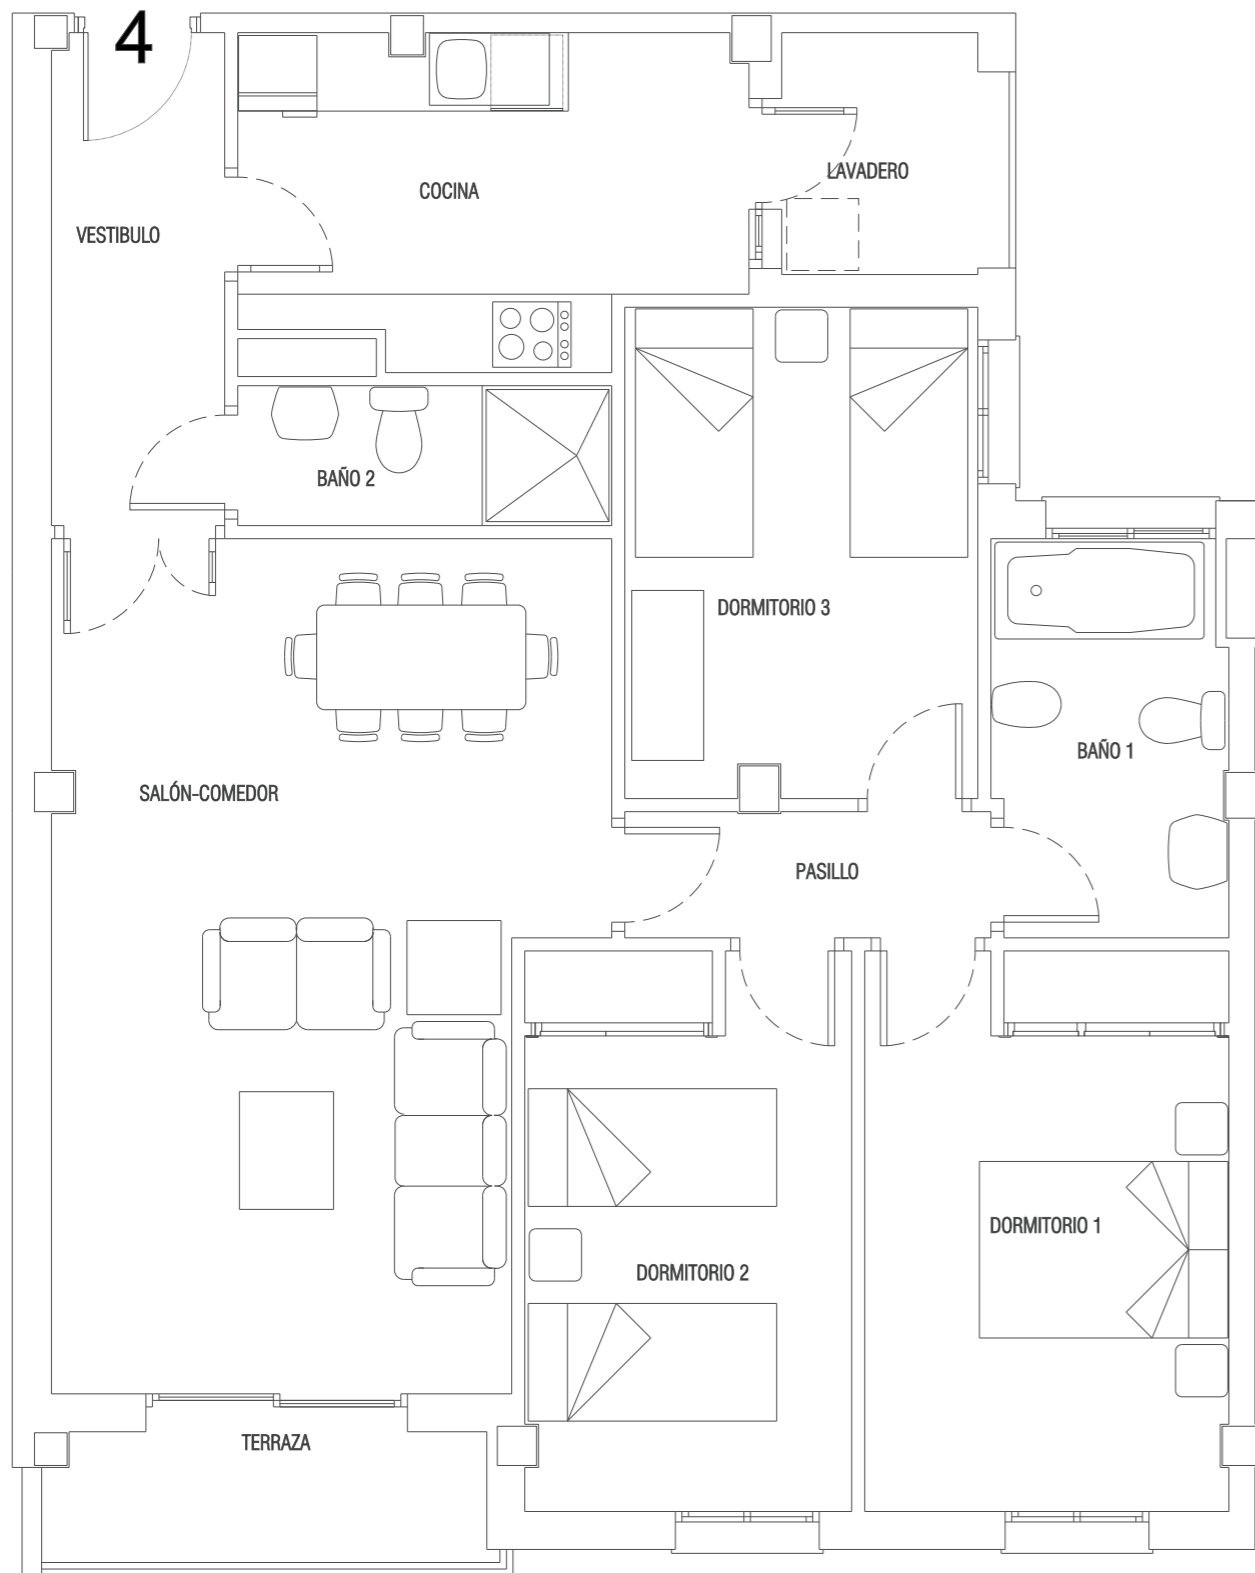 4
COCINA
LAVADERO
VESTIBULO
BAÑO 2
DORMITORIO 3
BAÑO 1
SALÓN-COMEDOR
PASILLO
DORMITORIO 1
DORMITORIO 2
TERRAZA